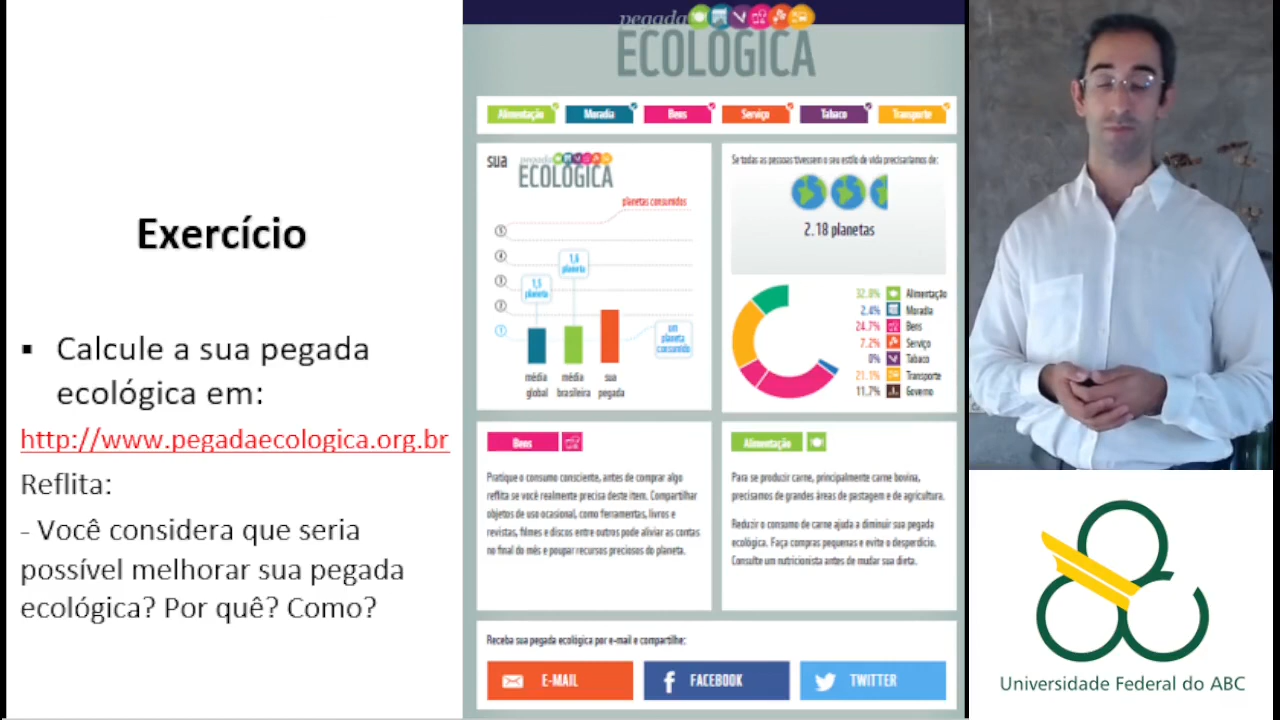 Exercício
▪ Calcule a sua pegada
ecológica em:
http://www.pegadaecologica.org.br
Reflita:
- Você considera que seria
possível melhorar sua pegada
ecológica? Por quê? Como?
pegada
ECOLÓGICA
Alimentação
Moradia
Bens
Serviço
Tabaco
Transporte
sua
pegada
ECOLÓGICA
planetas consumidos
5
4
3
2
1
1,5
planeta
1,6
planeta
um
planeta
consumido
média
global
média
brasileira
sua
pegada
Se todas as pessoas tivessem o seu estilo de vida precisaríamos de:
2.18 planetas
32.8% Alimentação
2.4% Moradia
24.7% Bens
7.2% Serviço
0% Tabaco
21.1% Transporte
11.7% Governo
Bens
Pratique o consumo consciente, antes de comprar algo
reflita se você realmente precisa deste item. Compartilhar
objetos de uso ocasional, como ferramentas, livros e
revistas, filmes e discos entre outros pode aliviar as contas
no final do mês e poupar recursos preciosos do planeta.
Alimentação
Para se produzir carne, principalmente carne bovina,
precisamos de grandes áreas de pastagem e de agricultura.
Reduzir o consumo de carne ajuda a diminuir sua pegada
ecológica. Faça compras pequenas e evite o desperdício.
Consulte um nutricionista antes de mudar sua dieta.
Receba sua pegada ecológica por e-mail e compartilhe:
E-MAIL
FACEBOOK
TWITTER
Universidade Federal do ABC